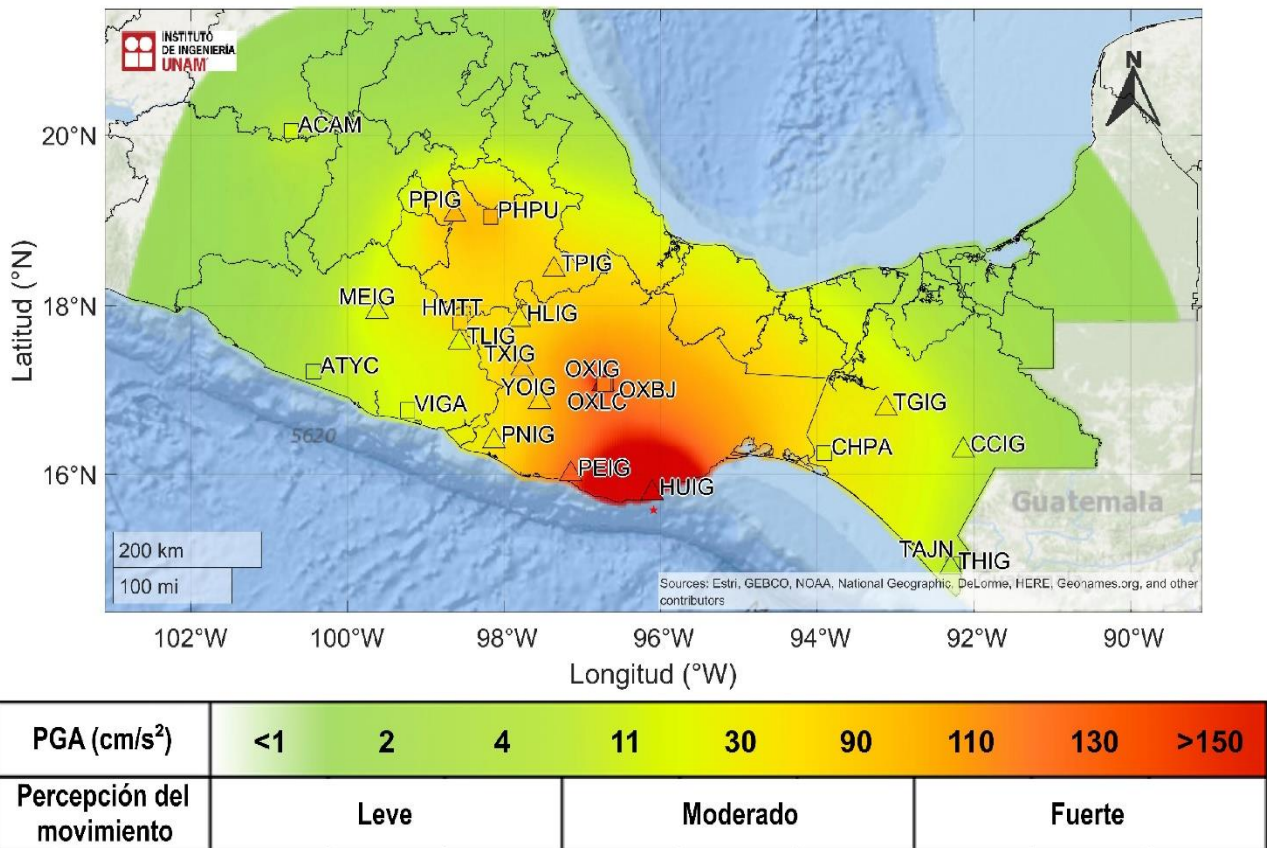 INSTITUTO
DE INGENIERÍA
UNAM
N
20°N
18°N
16°N
Latitud (°N)
ACAM
PPIG
PHPU
TPIG
MEIG
HMTT
HLIG
TLIG
TXIG
ATYC
OXIG
YOIG
OXBJ
OXLC
VIGA
TGIG
PNIG
CHPA
CCIG
5620
PEIG
HUIG
Guatemala
TAJN
THIG
200 km
100 mi
Sources: Estri, GEBCO, NOAA, National Geographic, DeLorme, HERE, Geonames.org, and other
contributors
102°W 100°W 98°W 96°W 94°W 92°W 90°W
Longitud (°W)
PGA (cm/s²) <1 2 4 11 30 90 110 130 >150
Percepción del
movimiento
Leve Moderado Fuerte